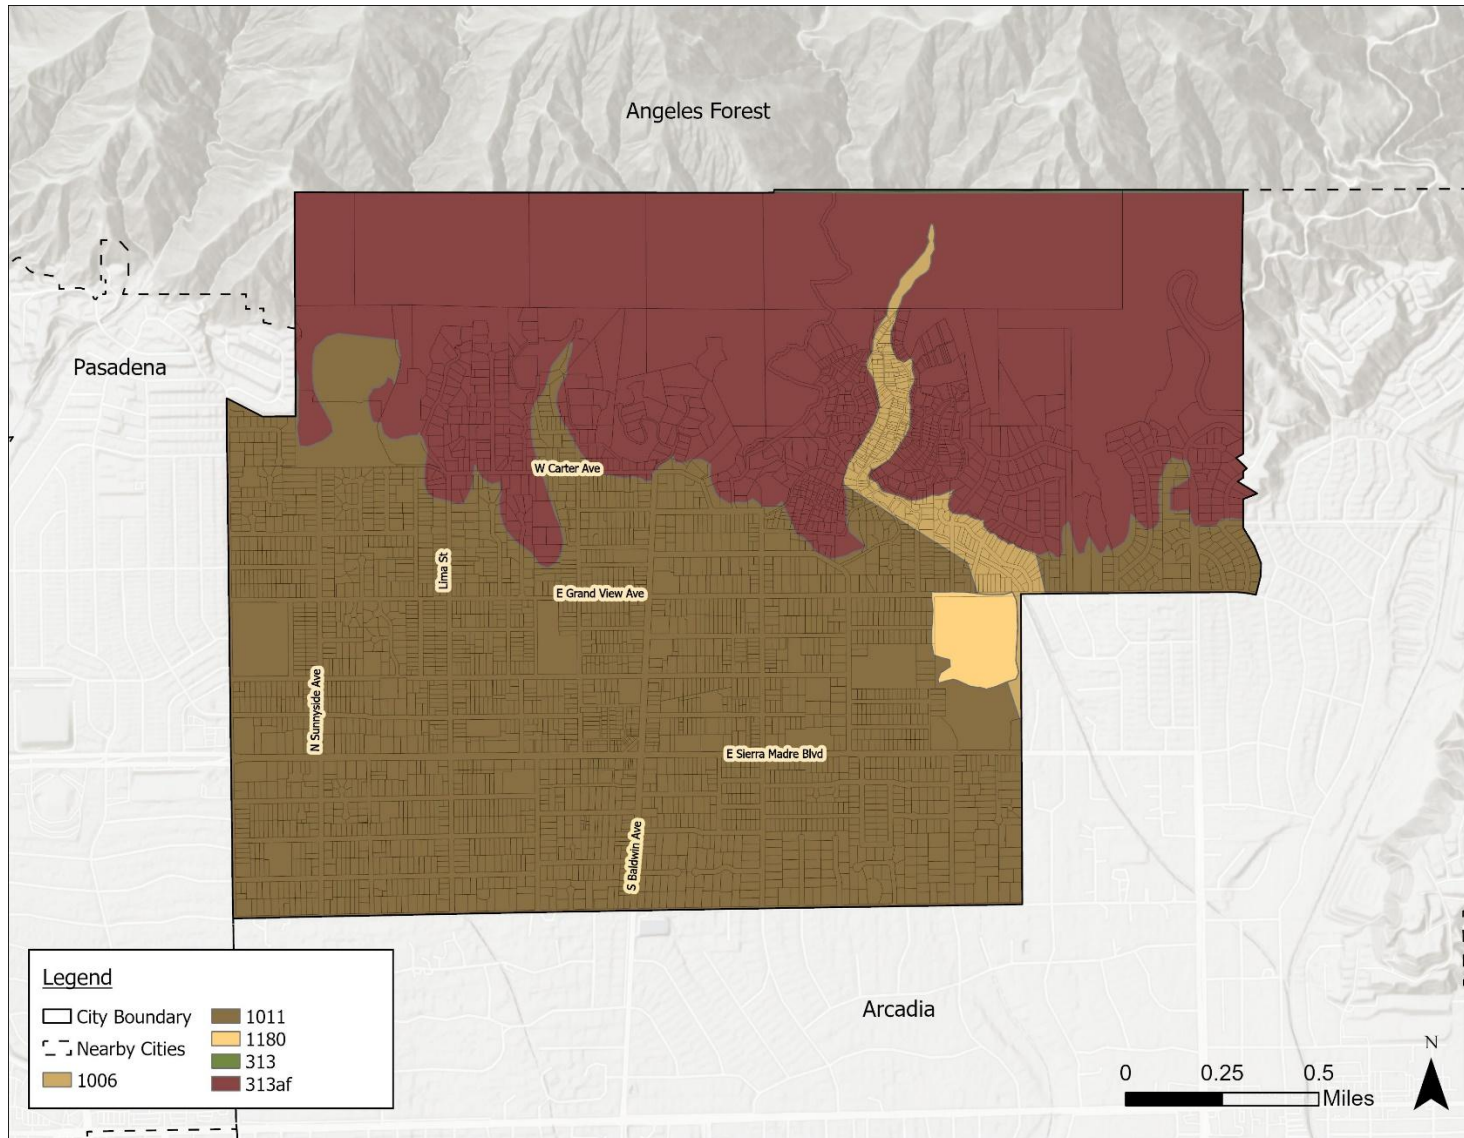 Angeles Forest
Pasadena
W Carter Ave
Lima St
E Grand View Ave
N Sunnyside Ave
E Sierra Madre Blvd
S Baldwin Ave
Arcadia
Legend
City Boundary
Nearby Cities
1006
1011
1180
313
313af
0 0.25 0.5
Miles
N